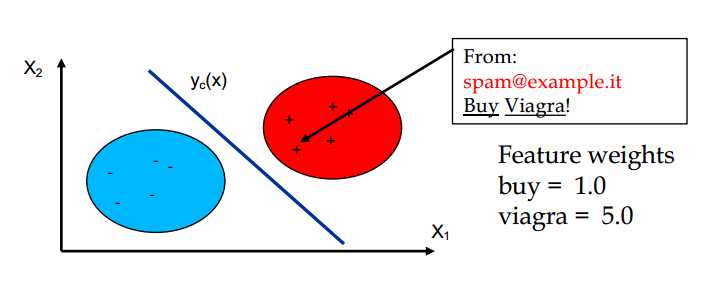 X2
yc(x)
X1
+ + + + +
- - - - -
From:
spam@example.it
Buy Viagra!
Feature weights
buy = 1.0
viagra = 5.0